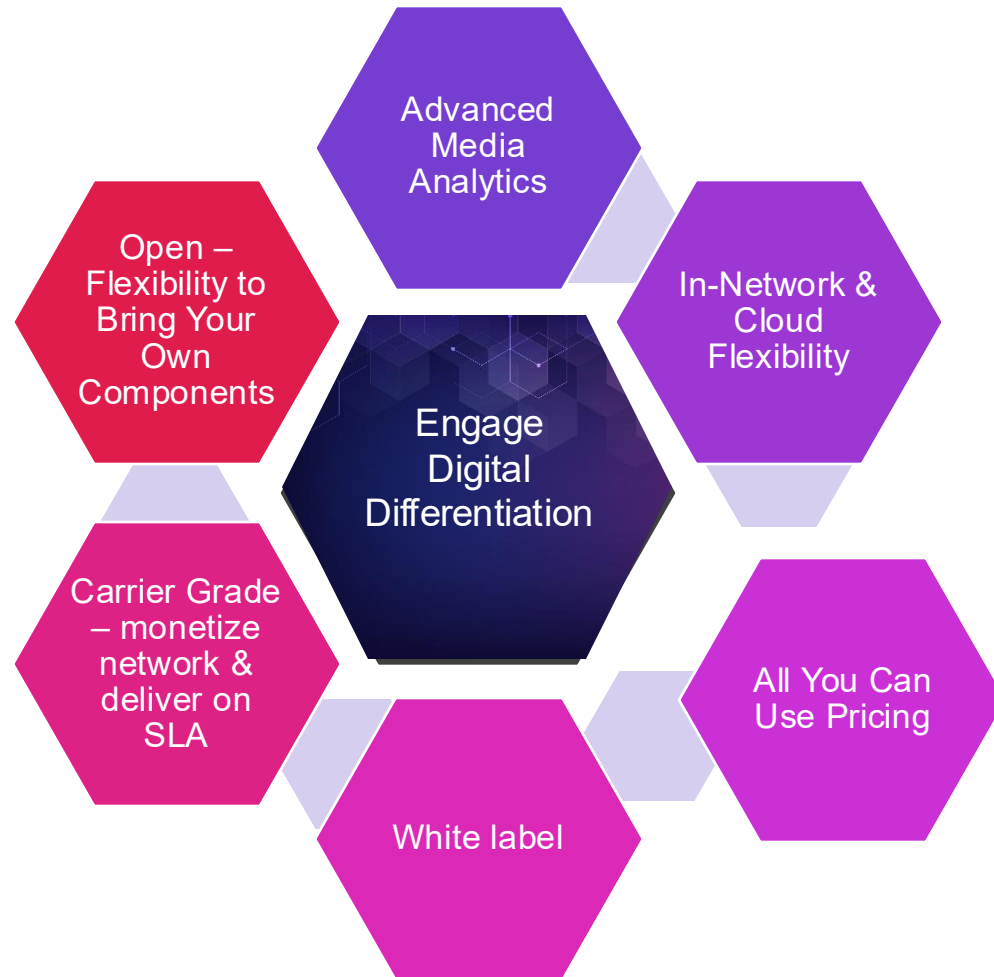 Advanced
Media
Analytics
Open –
Flexibility to
Bring Your
Own
Components
In-Network &
Cloud
Flexibility
Engage
Digital
Differentiation
Carrier Grade
– monetize
network &
deliver on
SLA
All You Can
Use Pricing
White label